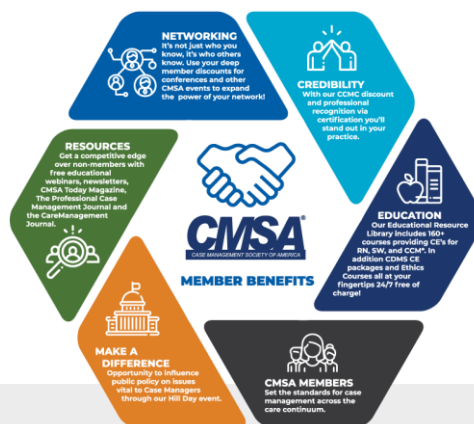 NETWORKING
It's not just who you
know, it's who others
know. Use your deep
member discounts for
conferences and other
CMSA events to expand
the power of your network!
CREDIBILITY
With our CCMC discount
and professional
recognition via
certification you'll
stand out in your
practice.
RESOURCES
Get a competitive edge
over non-members with
free educational
webinars, newsletters,
CMSA Today Magazine,
The Professional Case
Management Journal and
the CareManagement
Journal.
CMSA®
CASE MANAGEMENT SOCIETY OF AMERICA
MEMBER BENEFITS
EDUCATION
Our Educational Resource
Library includes 160+
courses providing CE's for
RN, SW, and CCM*. In
addition CDMS CE
packages and Ethics
Courses all at your
fingertips 24/7 free of
charge!
MAKE A
DIFFERENCE
Opportunity to influence
public policy on issues
vital to Case Managers
through our Hill Day event.
CMSA MEMBERS
Set the standards for case
management across the
care continuum.